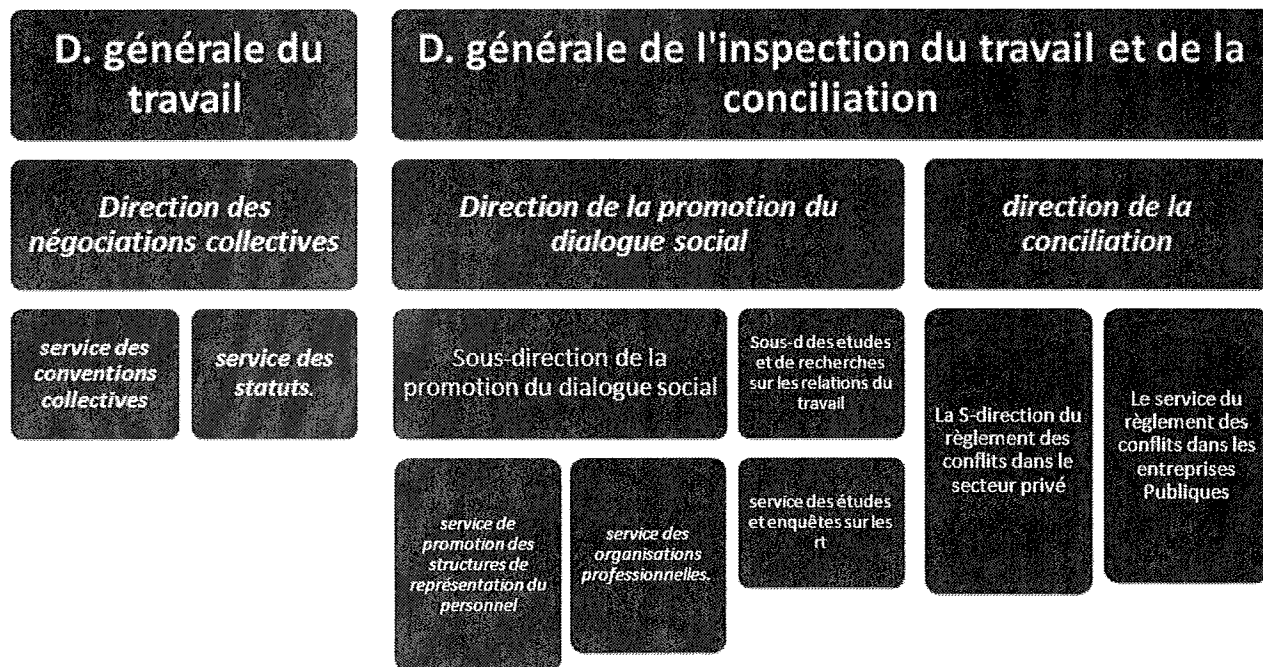 D. générale du
travail
D. générale de l'inspection du travail et de la
conciliation
Direction des
négociations collectives
Direction de la promotion du
dialogue social
direction de la
conciliation
service des
conventions
collectives
service des
statuts.
Sous-direction de la
promotion du dialogue social
Sous-d des etudes
et de recherches
sur les relations du
travail
La S-direction du
règlement des
conflits dans le
secteur privé
Le service du
règlement des
conflits dans les
entreprises
Publiques
service de
promotion des
structures de
représentation du
personnel
service des
organisations
professionnelles.
service des études
et enquêtes sur les
rt